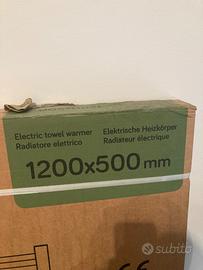 Electric towel warmer
Radiatore elettrico
Elektrische Heizkörper
Radiateur électrique
1200x500 mm
subito